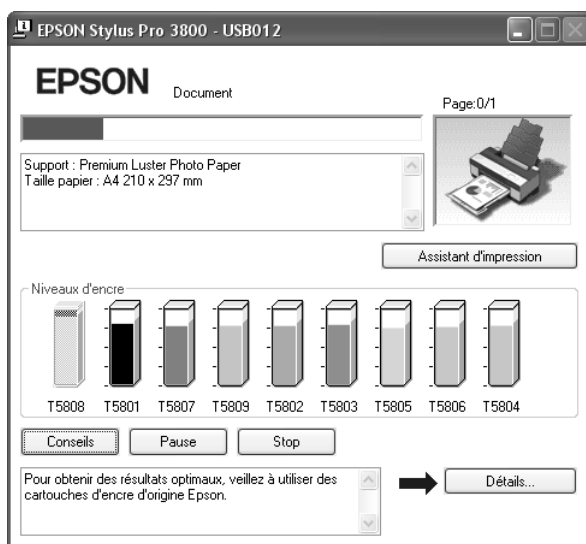 EPSON Stylus Pro 3800 - USB012
EPSON
Document
Page:0/1
Support : Premium Luster Photo Paper
Taille papier : A4 210 x 297 mm
Assistant d'impression
Niveaux d'encre
T5808 T5801 T5807 T5809 T5802 T5803 T5805 T5806 T5804
Conseils Pause Stop
Pour obtenir des résultats optimaux, veillez à utiliser des
cartouches d'encre d'origine Epson.
Détails...